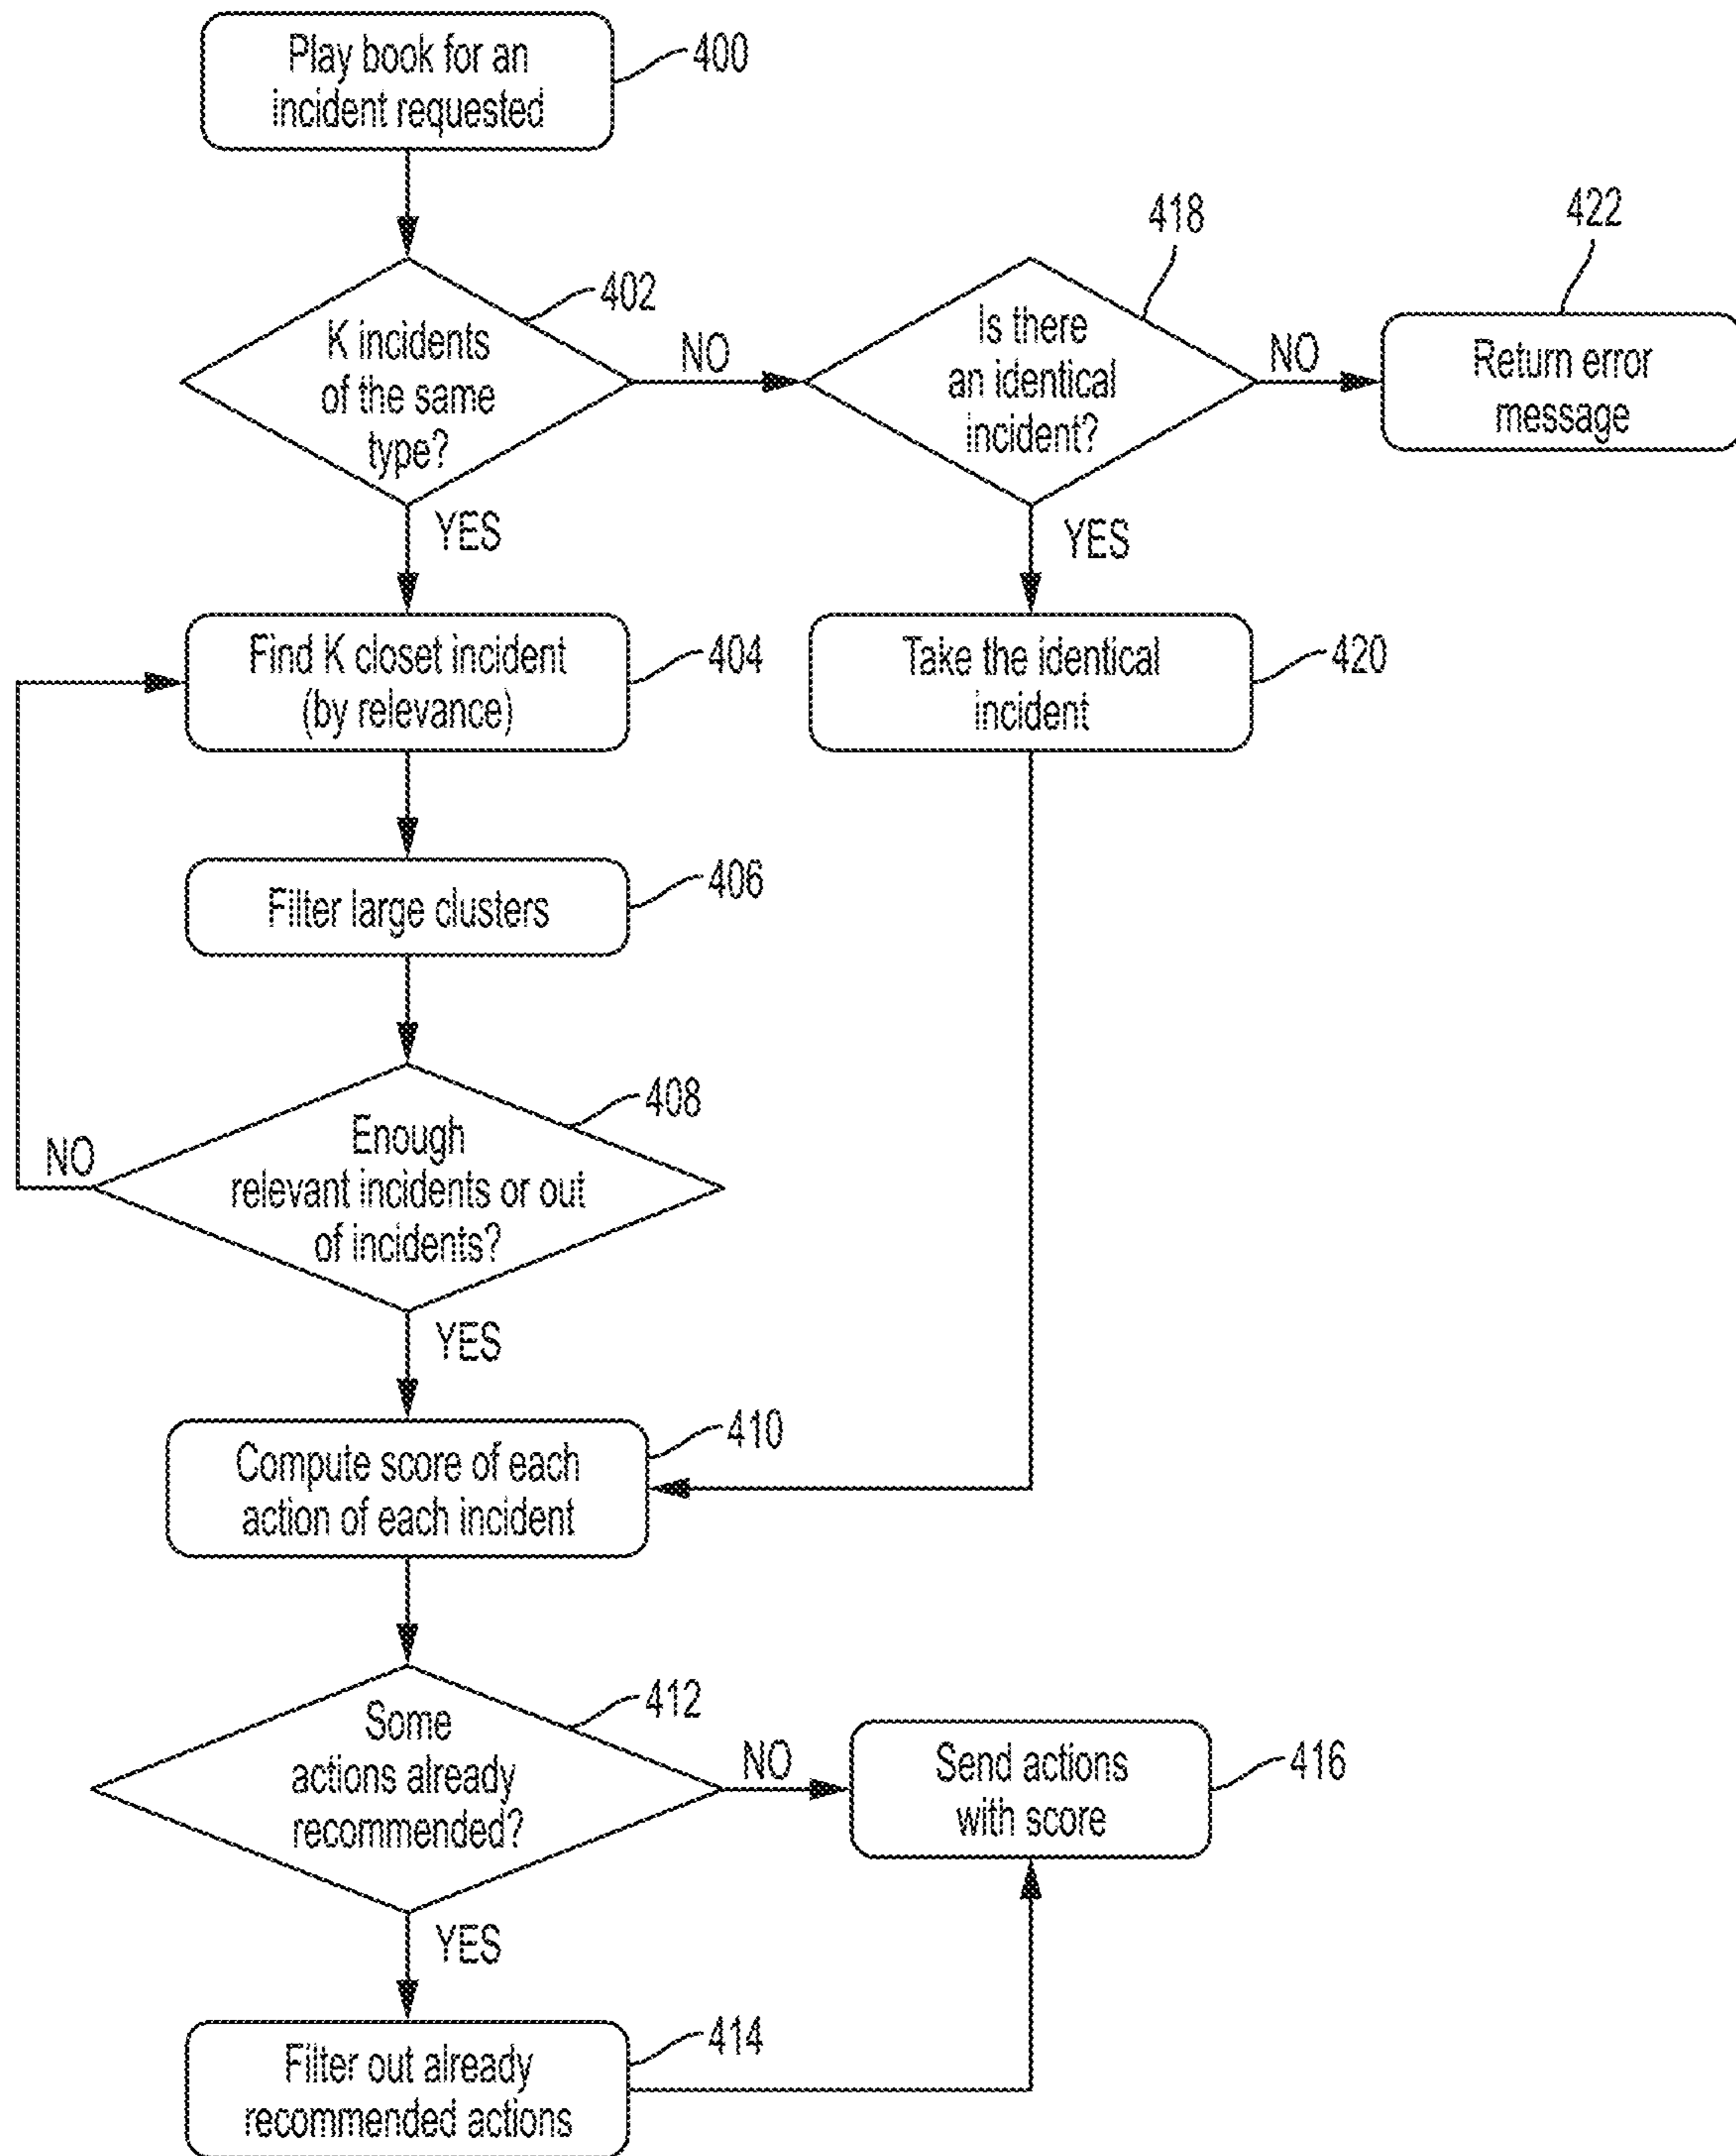 Play book for an
incident requested
400
K incidents
of the same
type?
402
NO
YES
Is there
an identical
incident?
418
NO
YES
Return error
message
422
Find K closet incident
(by relevance)
404
Take the identical
incident
420
Filter large clusters
406
Enough
relevant incidents or out
of incidents?
408
NO
YES
Compute score of each
action of each incident
410
Some
actions already
recommended?
412
NO
YES
Send actions
with score
416
Filter out already
recommended actions
414